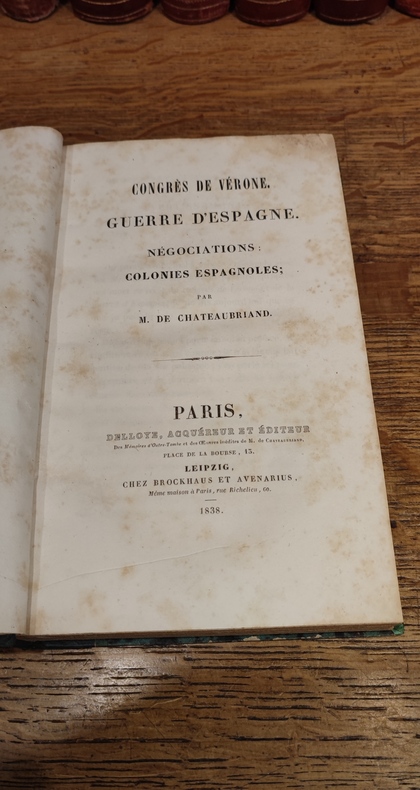 CONGRÈS DE VÉRONE.
GUERRE D'ESPAGNE.
NÉGOCIATIONS:
COLONIES ESPAGNOLES;
PAR
M. DE CHATEAUBRIAND.
PARIS,
DELLOYE, ACQUÉREUR ET ÉDITEUR
Des Mémoires d'Outre-Tombe et des Œuvres inédites de M. de Chateaubriand,
PLACE DE LA BOURSE, 13.
LEIPZIG,
CHEZ BROCKHAUS ET AVENARIUS,
Même maison à Paris, rue Richelieu, 60.
1838.